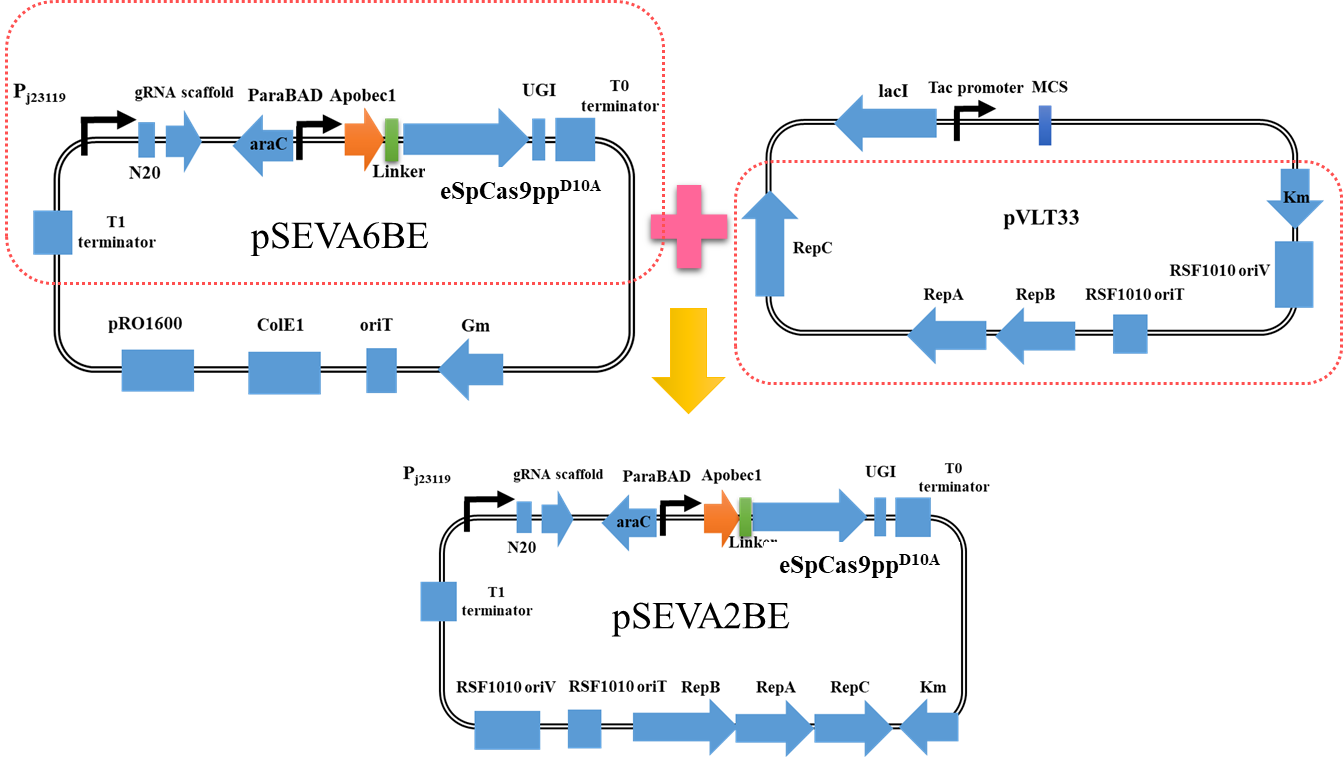 Pj23119
gRNA scaffold
ParaBAD
Apobec1
UGI
T0
terminator
araC
N20
Linker
eSpCas9ppD10A
T1
terminator
pSEVA6BE
pRO1600
ColE1
oriT
Gm
lacI
Tac promoter
MCS
Km
pVLT33
RepC
RSF1010 oriV
RepA
RepB
RSF1010 oriT
Pj23119
gRNA scaffold
ParaBAD
Apobec1
UGI
T0
terminator
araC
N20
Linker
eSpCas9ppD10A
T1
terminator
pSEVA2BE
RSF1010 oriV
RSF1010 oriT
RepB
RepA
RepC
Km